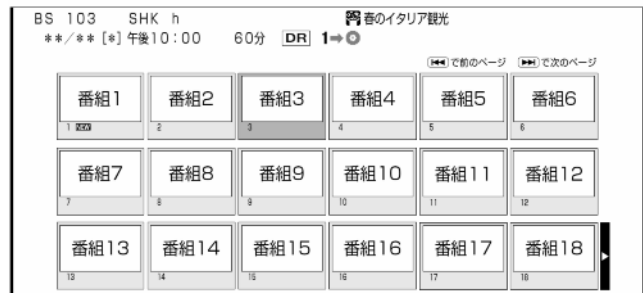 BS 103 SHK h 春のイタリア観光
**/** [*] 午後10:00 60分 DR 1➡◎
⏮で前のページ ⏭で次のページ
番組1 番組2 番組3 番組4 番組5 番組6
1 NEW 2 3 4 5 6
番組7 番組8 番組9 番組10 番組11 番組12
7 8 9 10 11 12
番組13 番組14 番組15 番組16 番組17 番組18
13 14 15 16 17 18